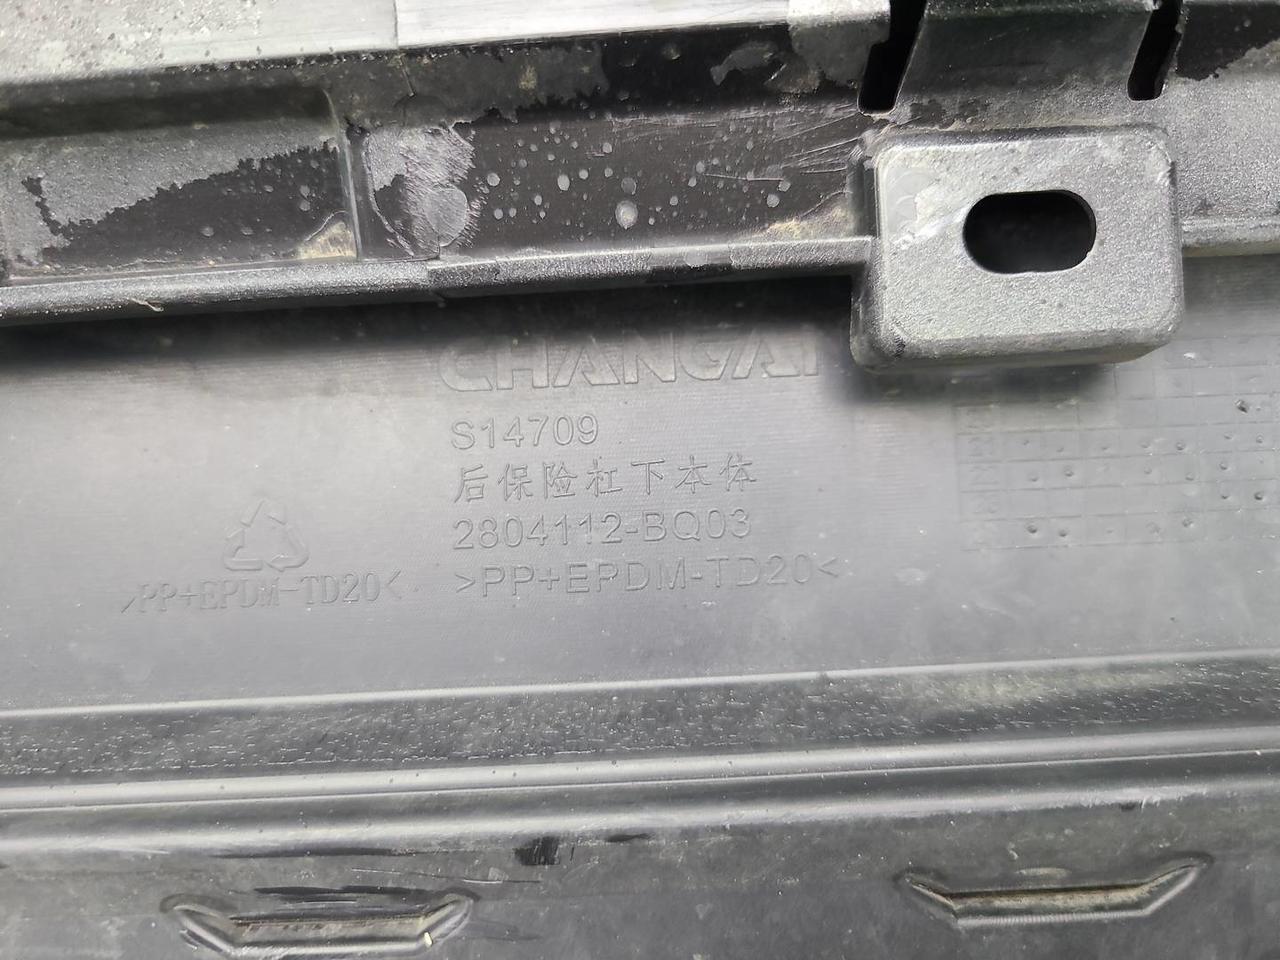 CHANGAN
S14709
后保险杠下本体
2804112-BQ03
>PP+EPDM-TD20<
>PP+EPDM-TD20<